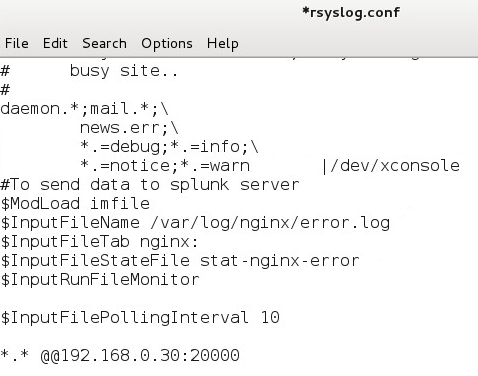 *rsyslog.conf
File Edit Search Options Help
# busy site..
#
daemon.*;mail.*;\
news.err;\
*.=debug;*.=info;\
*.=notice;*.=warn |/dev/xconsole
#To send data to splunk server
$ModLoad imfile
$InputFileName /var/log/nginx/error.log
$InputFileTab nginx:
$InputFileStateFile stat-nginx-error
$InputRunFileMonitor
$InputFilePollingInterval 10
*.* @@192.168.0.30:20000